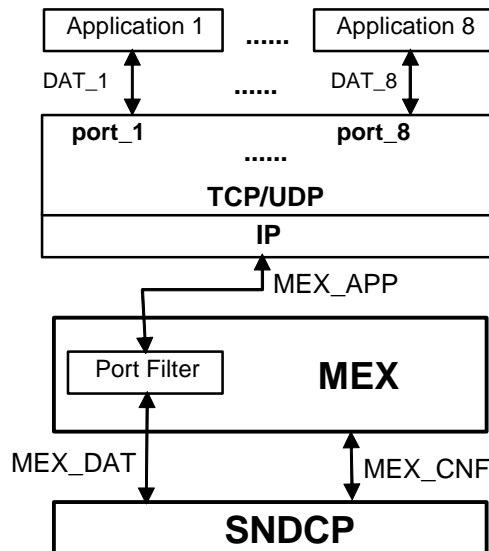 Application 1 ...... Application 8
DAT_1 ...... DAT_8
port_1 port_8
......
TCP/UDP
IP
MEX_APP
Port Filter MEX
MEX_DAT MEX_CNF
SNDCP